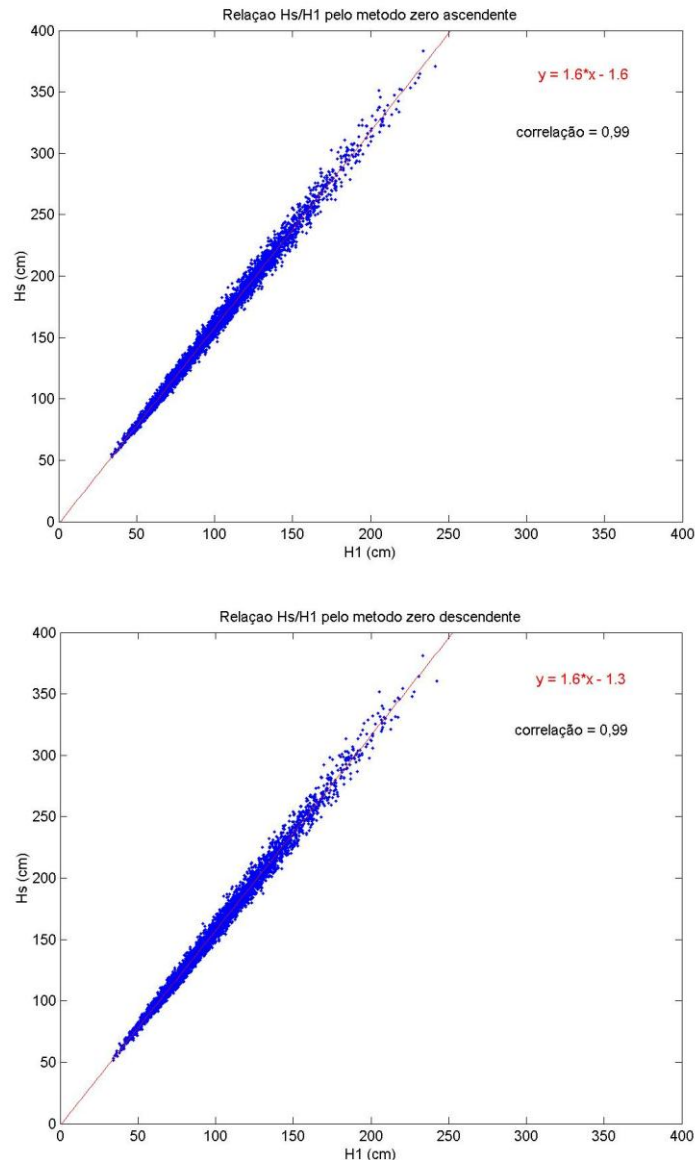 Relaçao Hs/H1 pelo metodo zero ascendente
400
350
300
250
200
150
100
50
0
Hs (cm)
y = 1.6*x - 1.6
correlação = 0,99
0 50 100 150 200 250 300 350 400
H1 (cm)
Relaçao Hs/H1 pelo metodo zero descendente
400
350
300
250
200
150
100
50
0
Hs (cm)
y = 1.6*x - 1.3
correlação = 0,99
0 50 100 150 200 250 300 350 400
H1 (cm)